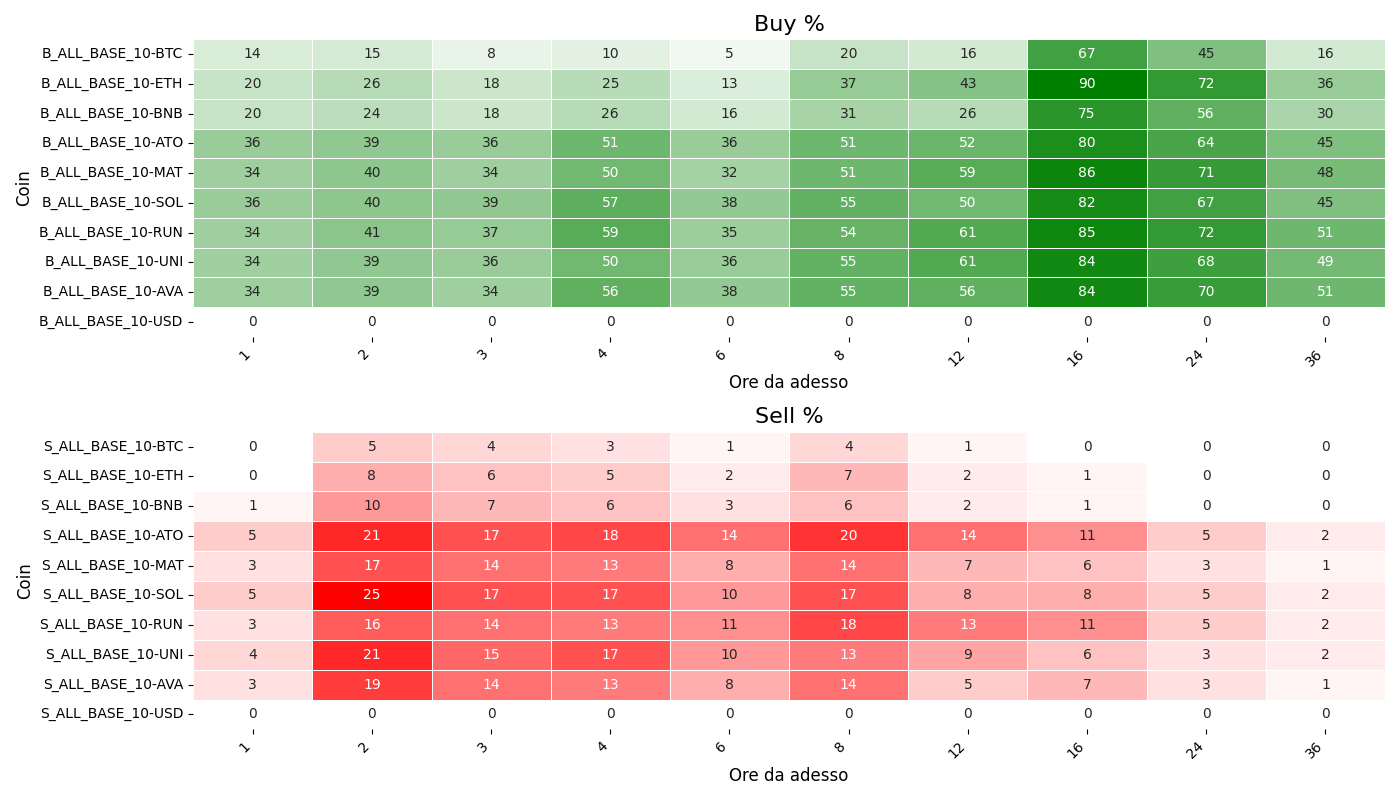 Buy %
Coin
B_ALL_BASE_10-BTC 14 15 8 10 5 20 16 67 45 16
B_ALL_BASE_10-ETH 20 26 18 25 13 37 43 90 72 36
B_ALL_BASE_10-BNB 20 24 18 26 16 31 26 75 56 30
B_ALL_BASE_10-ATO 36 39 36 51 36 51 52 80 64 45
B_ALL_BASE_10-MAT 34 40 34 50 32 51 59 86 71 48
B_ALL_BASE_10-SOL 36 40 39 57 38 55 50 82 67 45
B_ALL_BASE_10-RUN 34 41 37 59 35 54 61 85 72 51
B_ALL_BASE_10-UNI 34 39 36 50 36 55 61 84 68 49
B_ALL_BASE_10-AVA 34 39 34 56 38 55 56 84 70 51
B_ALL_BASE_10-USD 0 0 0 0 0 0 0 0 0 0
1 2 3 4 6 8 12 16 24 36
Ore da adesso
Sell %
Coin
S_ALL_BASE_10-BTC 0 5 4 3 1 4 1 0 0 0
S_ALL_BASE_10-ETH 0 8 6 5 2 7 2 1 0 0
S_ALL_BASE_10-BNB 1 10 7 6 3 6 2 1 0 0
S_ALL_BASE_10-ATO 5 21 17 18 14 20 14 11 5 2
S_ALL_BASE_10-MAT 3 17 14 13 8 14 7 6 3 1
S_ALL_BASE_10-SOL 5 25 17 17 10 17 8 8 5 2
S_ALL_BASE_10-RUN 3 16 14 13 11 18 13 11 5 2
S_ALL_BASE_10-UNI 4 21 15 17 10 13 9 6 3 2
S_ALL_BASE_10-AVA 3 19 14 13 8 14 5 7 3 1
S_ALL_BASE_10-USD 0 0 0 0 0 0 0 0 0 0
1 2 3 4 6 8 12 16 24 36
Ore da adesso